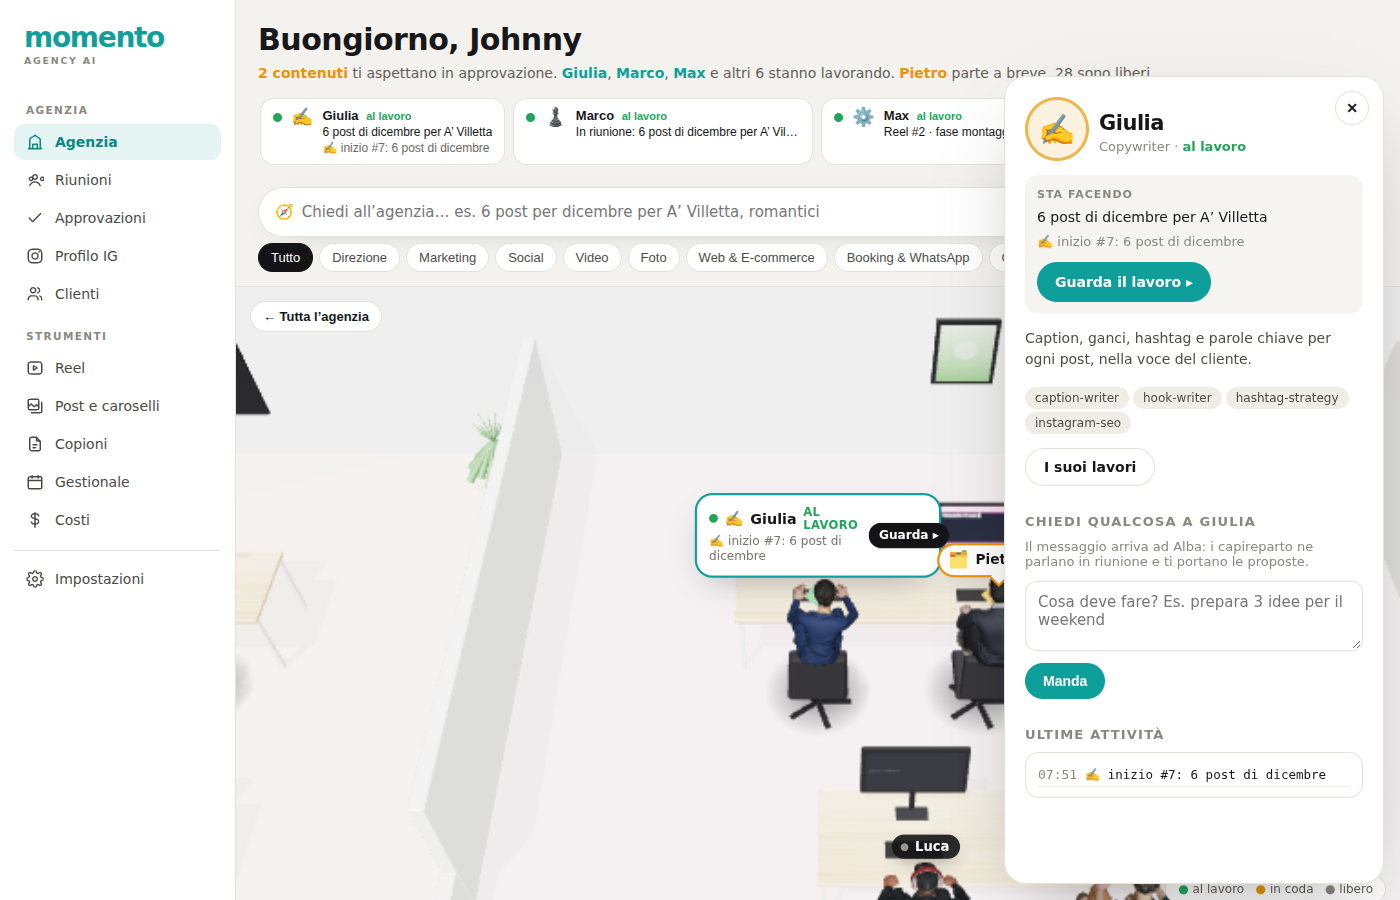 momento
AGENCY AI
AGENZIA
Agenzia
Riunioni
Approvazioni
Profilo IG
Clienti
STRUMENTI
Reel
Post e caroselli
Copioni
Gestionale
Costi
Impostazioni
Buongiorno, Johnny
2 contenuti ti aspettano in approvazione. Giulia, Marco, Max e altri 6 stanno lavorando. Pietro parte a breve. 28 sono liberi
Giulia al lavoro
6 post di dicembre per A’ Villetta
✍️ inizio #7: 6 post di dicembre
Marco al lavoro
In riunione: 6 post di dicembre per A’ Vil…
Max al lavoro
Reel #2 · fase montagg
Chiedi all’agenzia… es. 6 post per dicembre per A’ Villetta, romantici
Tutto
Direzione
Marketing
Social
Video
Foto
Web & E-commerce
Booking & WhatsApp
← Tutta l’agenzia
Giulia AL LAVORO
✍️ inizio #7: 6 post di
dicembre
Guarda ▸
Piet
Luca
✕
Giulia
Copywriter · al lavoro
STA FACENDO
6 post di dicembre per A’ Villetta
✍️ inizio #7: 6 post di dicembre
Guarda il lavoro ▸
Caption, ganci, hashtag e parole chiave per
ogni post, nella voce del cliente.
caption-writer
hook-writer
hashtag-strategy
instagram-seo
I suoi lavori
CHIEDI QUALCOSA A GIULIA
Il messaggio arriva ad Alba: i capireparto ne
parlano in riunione e ti portano le proposte.
Cosa deve fare? Es. prepara 3 idee per il
weekend
Manda
ULTIME ATTIVITÀ
07:51 ✍️ inizio #7: 6 post di dicembre
al lavoro
in coda
libero